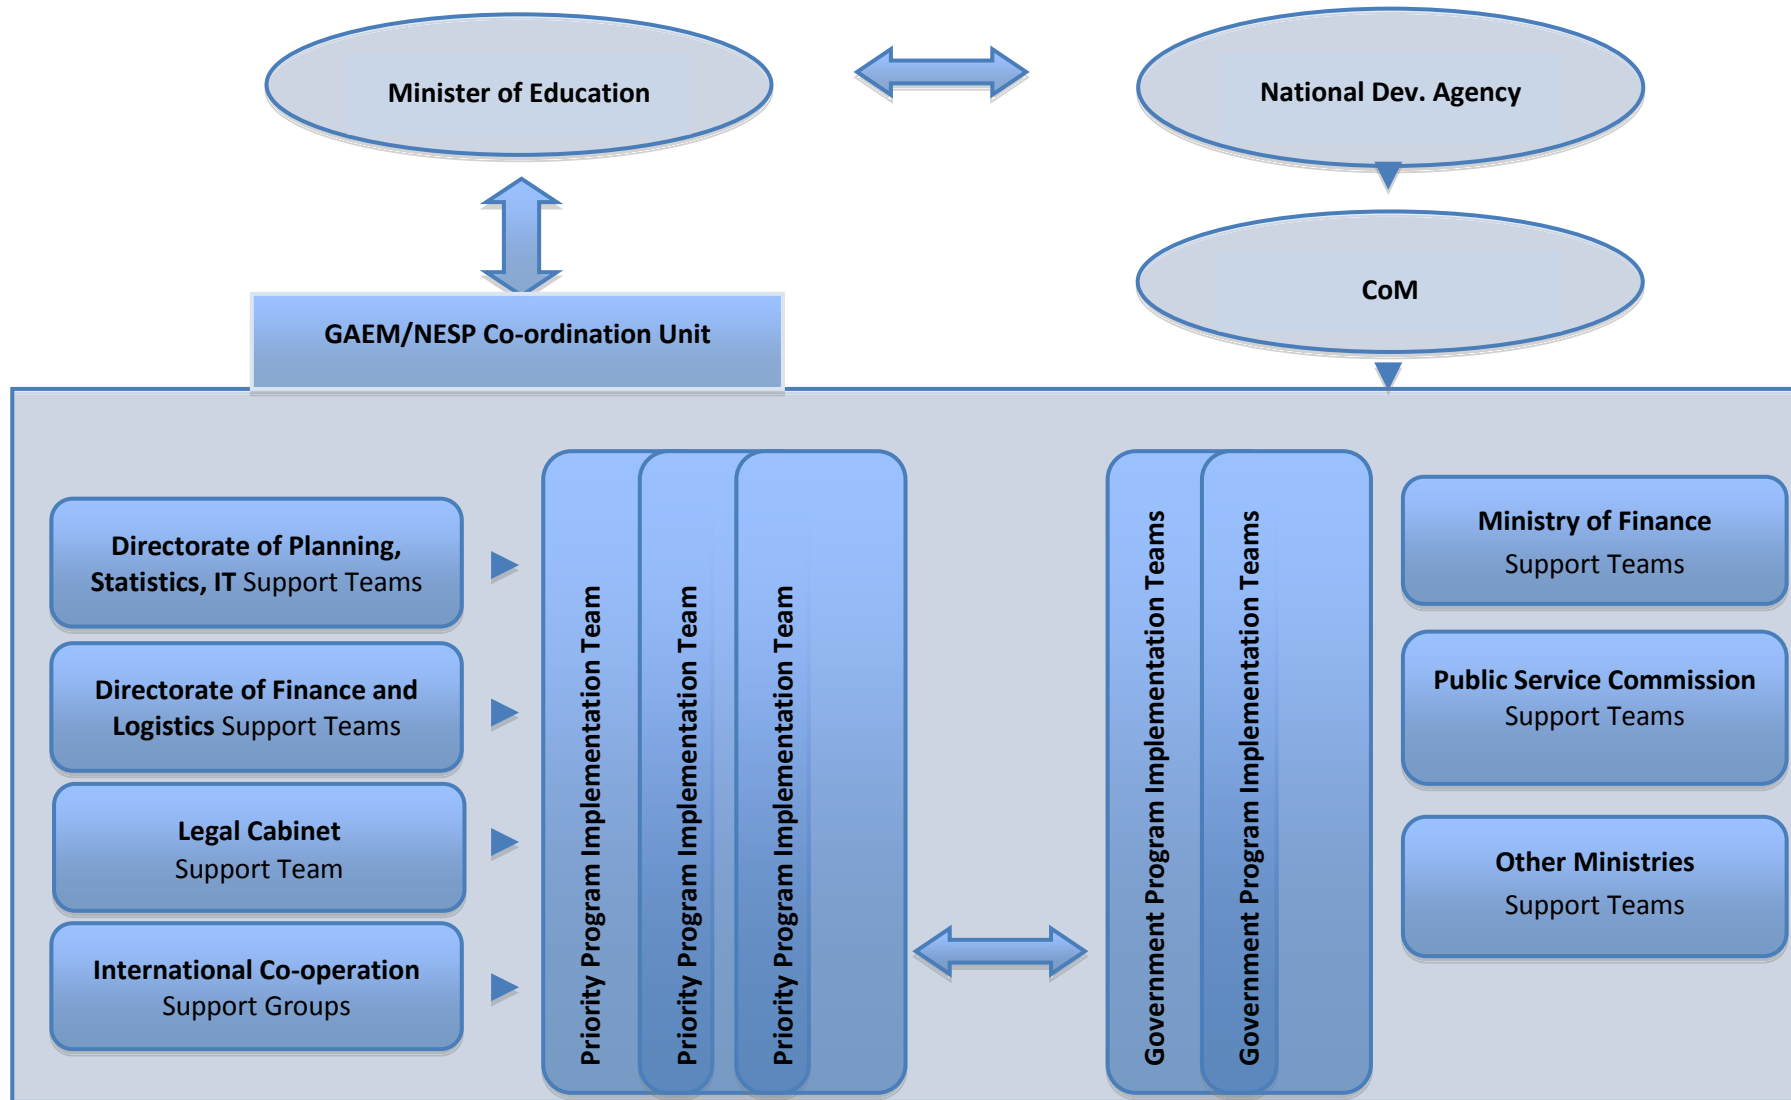 Minister of Education
National Dev. Agency
CoM
GAEM/NESP Co-ordination Unit
Directorate of Planning,
Statistics, IT Support Teams
Directorate of Finance and
Logistics Support Teams
Legal Cabinet
Support Team
International Co-operation
Support Groups
Priority Program Implementation Team
Priority Program Implementation Team
Priority Program Implementation Team
Government Program Implementation Teams
Government Program Implementation Teams
Ministry of Finance
Support Teams
Public Service Commission
Support Teams
Other Ministries
Support Teams